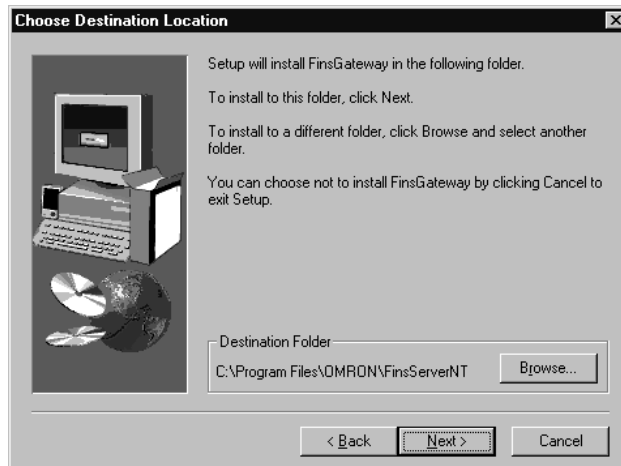 Choose Destination Location
Setup will install FinsGateway in the following folder.
To install to this folder, click Next.
To install to a different folder, click Browse and select another
folder.
You can choose not to install FinsGateway by clicking Cancel to
exit Setup.
Destination Folder
C:\Program Files\OMRON\FinsServerNT
Browse...
< Back
Next >
Cancel